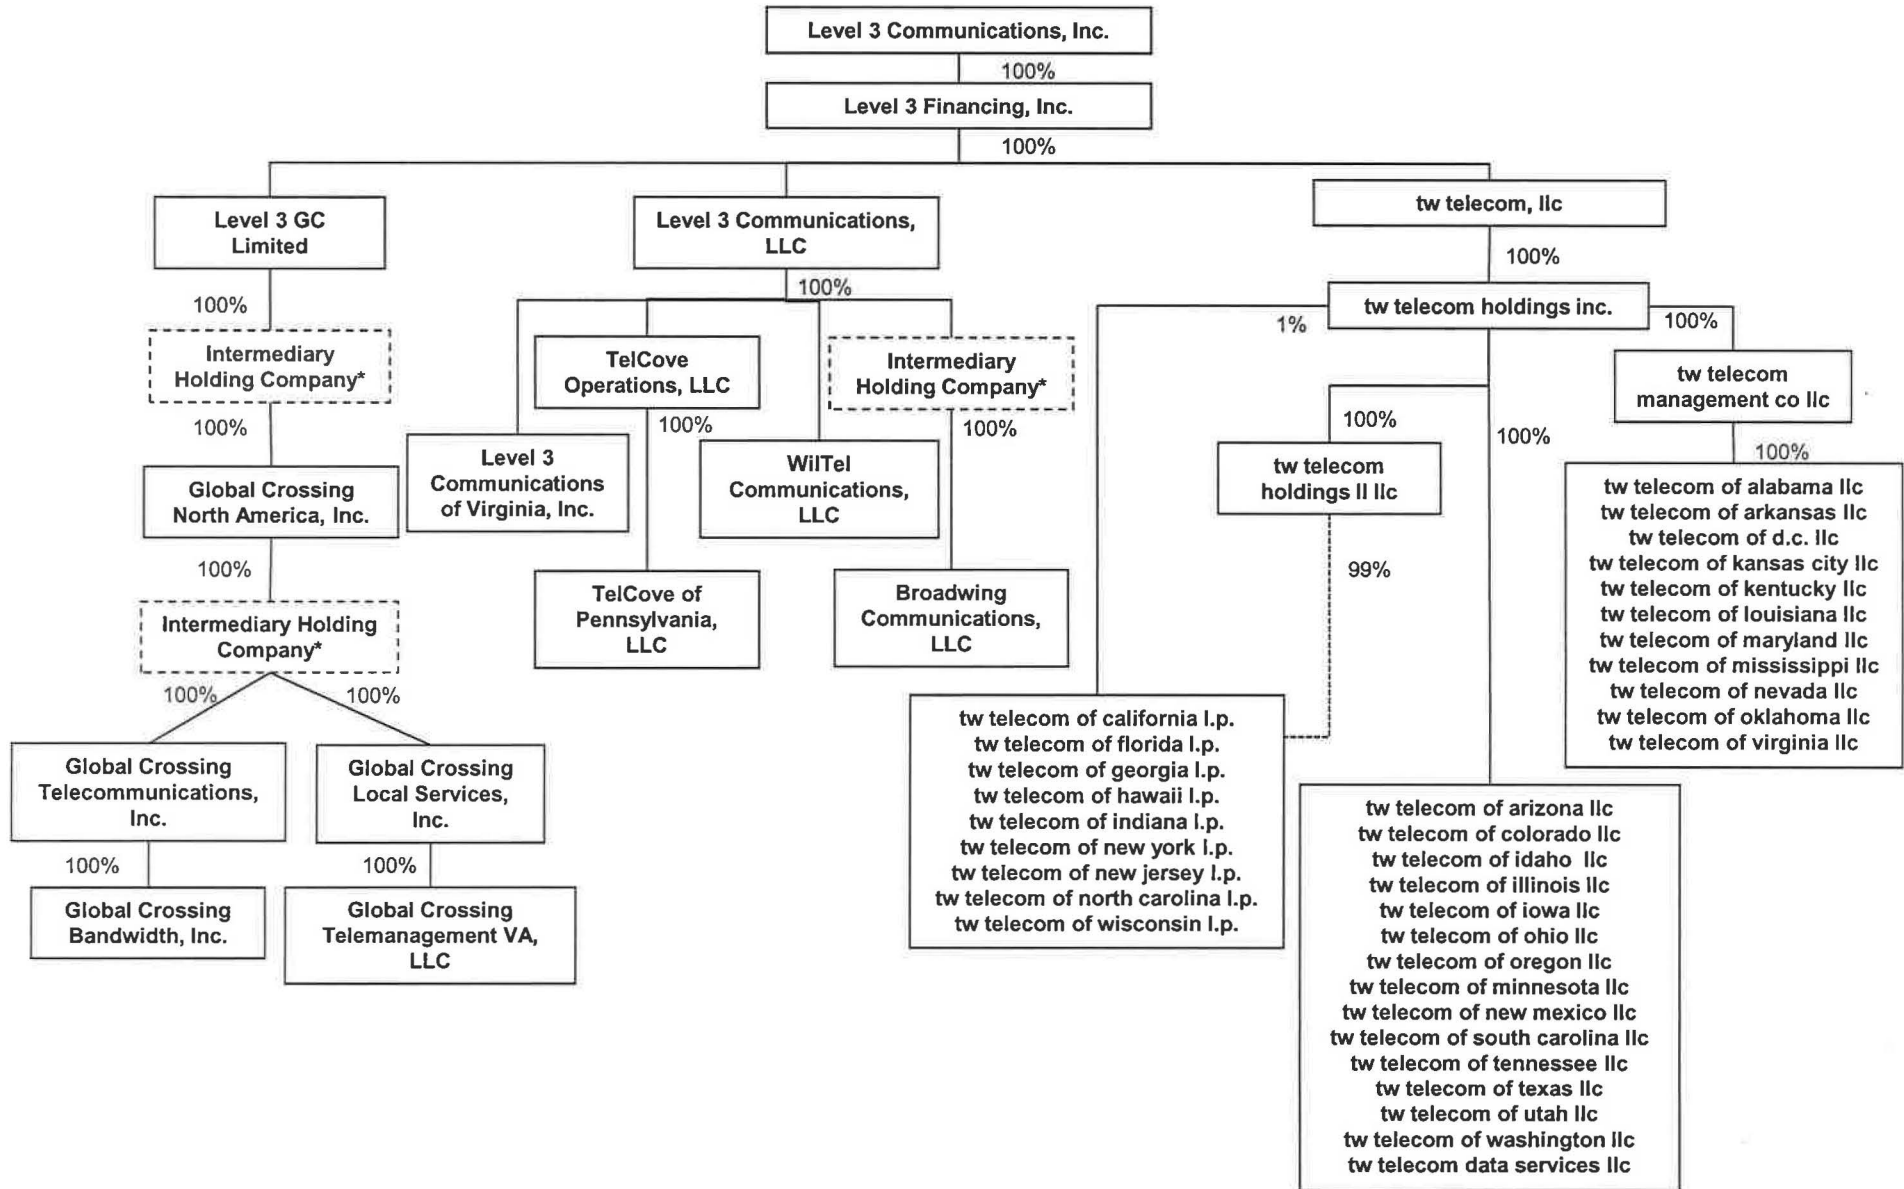 Level 3 Communications, Inc.
100%
Level 3 Financing, Inc.
100%
Level 3 GC
Limited
100%
Intermediary
Holding Company*
100%
Global Crossing
North America, Inc.
100%
Intermediary Holding
Company*
100%
100%
Global Crossing
Telecommunications,
Inc.
100%
Global Crossing
Bandwidth, Inc.
Global Crossing
Local Services,
Inc.
100%
Global Crossing
Telemanagement VA,
LLC
Level 3 Communications,
LLC
100%
Level 3
Communications
of Virginia, Inc.
TelCove
Operations, LLC
100%
TelCove of
Pennsylvania,
LLC
WilTel
Communications,
LLC
Intermediary
Holding Company*
100%
Broadwing
Communications,
LLC
tw telecom, llc
100%
tw telecom holdings inc.
1%
100%
100%
100%
tw telecom
holdings II llc
99%
tw telecom of california l.p.
tw telecom of florida l.p.
tw telecom of georgia l.p.
tw telecom of hawaii l.p.
tw telecom of indiana l.p.
tw telecom of new york l.p.
tw telecom of new jersey l.p.
tw telecom of north carolina l.p.
tw telecom of wisconsin l.p.
tw telecom of arizona llc
tw telecom of colorado llc
tw telecom of idaho llc
tw telecom of illinois llc
tw telecom of iowa llc
tw telecom of ohio llc
tw telecom of oregon llc
tw telecom of minnesota llc
tw telecom of new mexico llc
tw telecom of south carolina llc
tw telecom of tennessee llc
tw telecom of texas llc
tw telecom of utah llc
tw telecom of washington llc
tw telecom data services llc
tw telecom
management co llc
100%
tw telecom of alabama llc
tw telecom of arkansas llc
tw telecom of d.c. llc
tw telecom of kansas city llc
tw telecom of kentucky llc
tw telecom of louisiana llc
tw telecom of maryland llc
tw telecom of mississippi llc
tw telecom of nevada llc
tw telecom of oklahoma llc
tw telecom of virginia llc